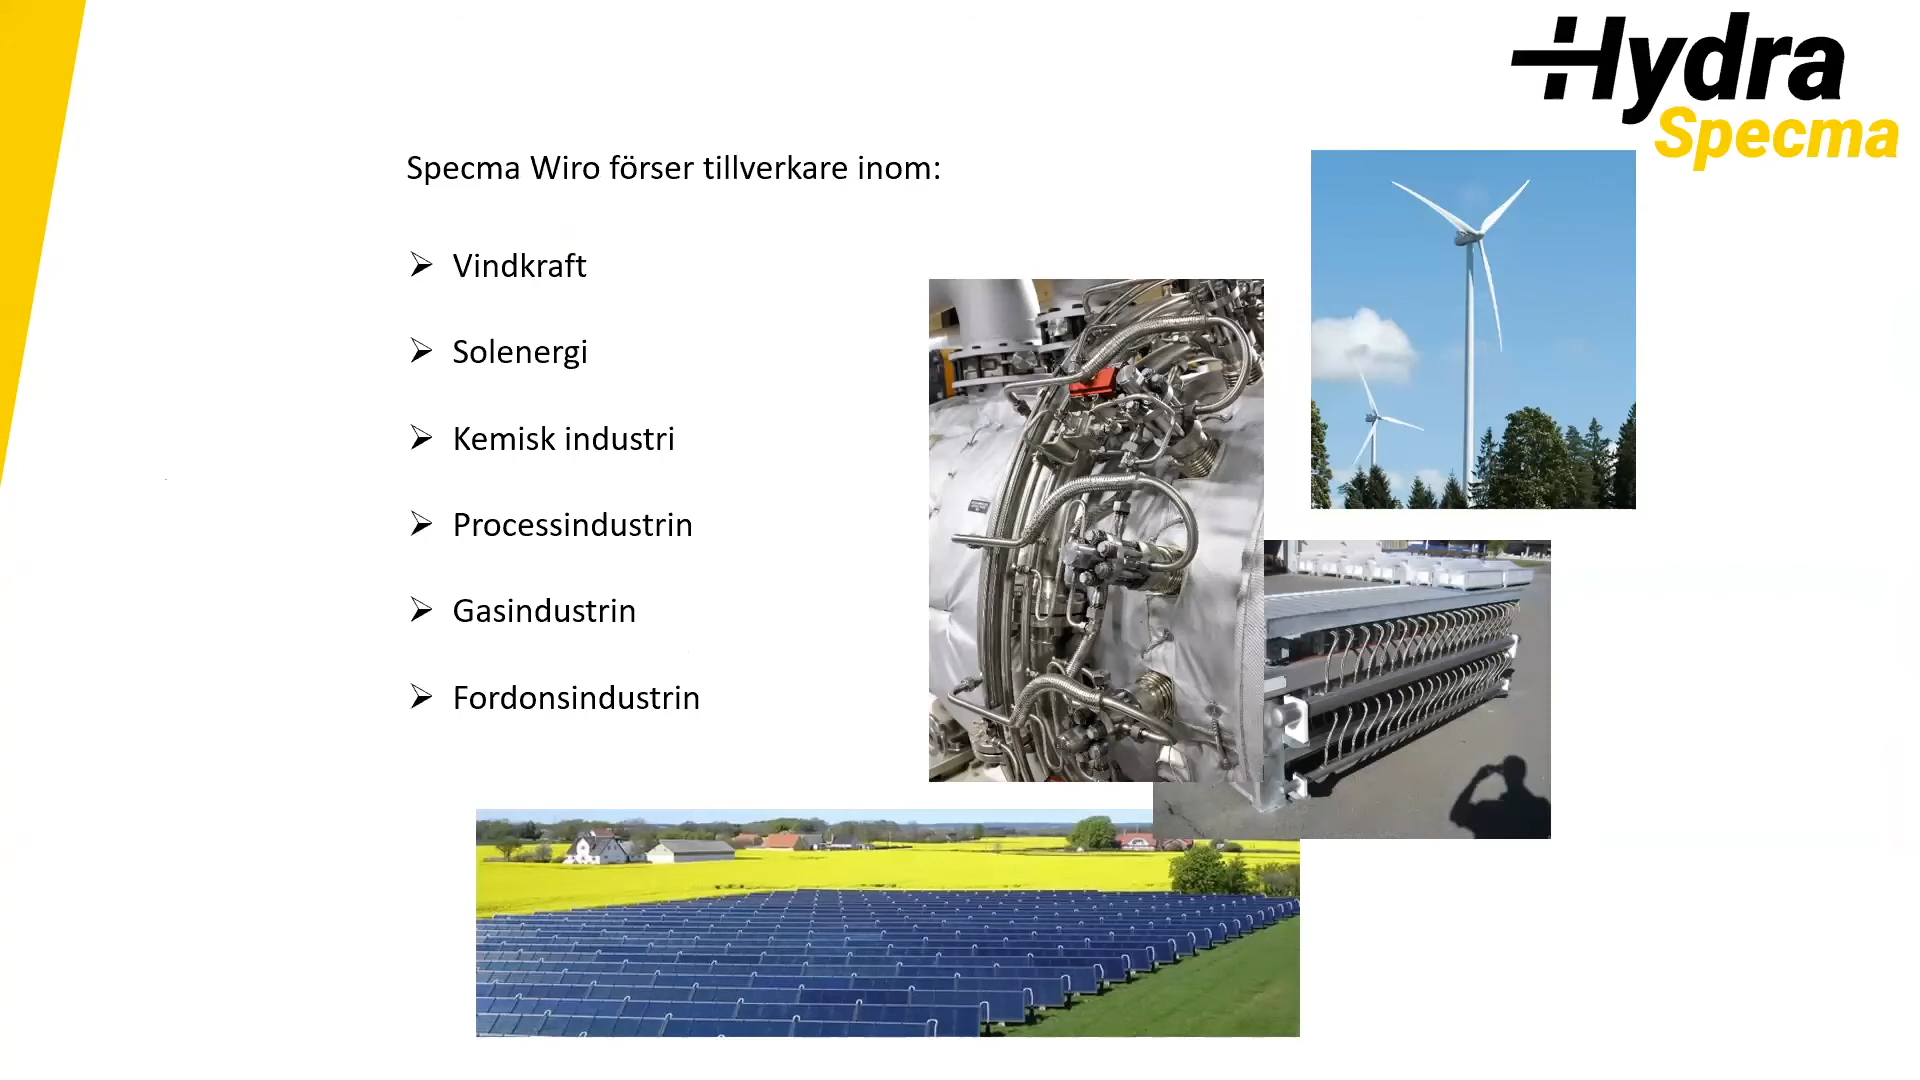 Hydra
Specma
Specma Wiro förser tillverkare inom:
Vindkraft
Solenergi
Kemisk industri
Processindustrin
Gasindustrin
Fordonsindustrin